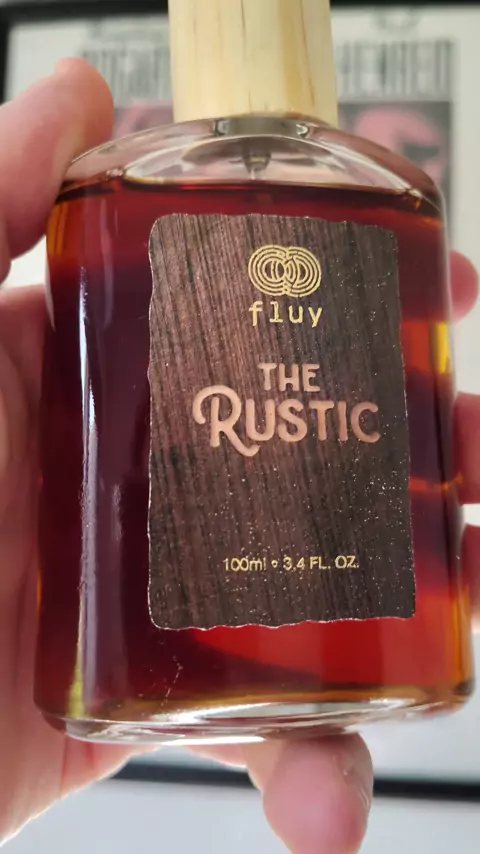 fluy
THE
RUSTIC
100ml • 3,4 FL. OZ.